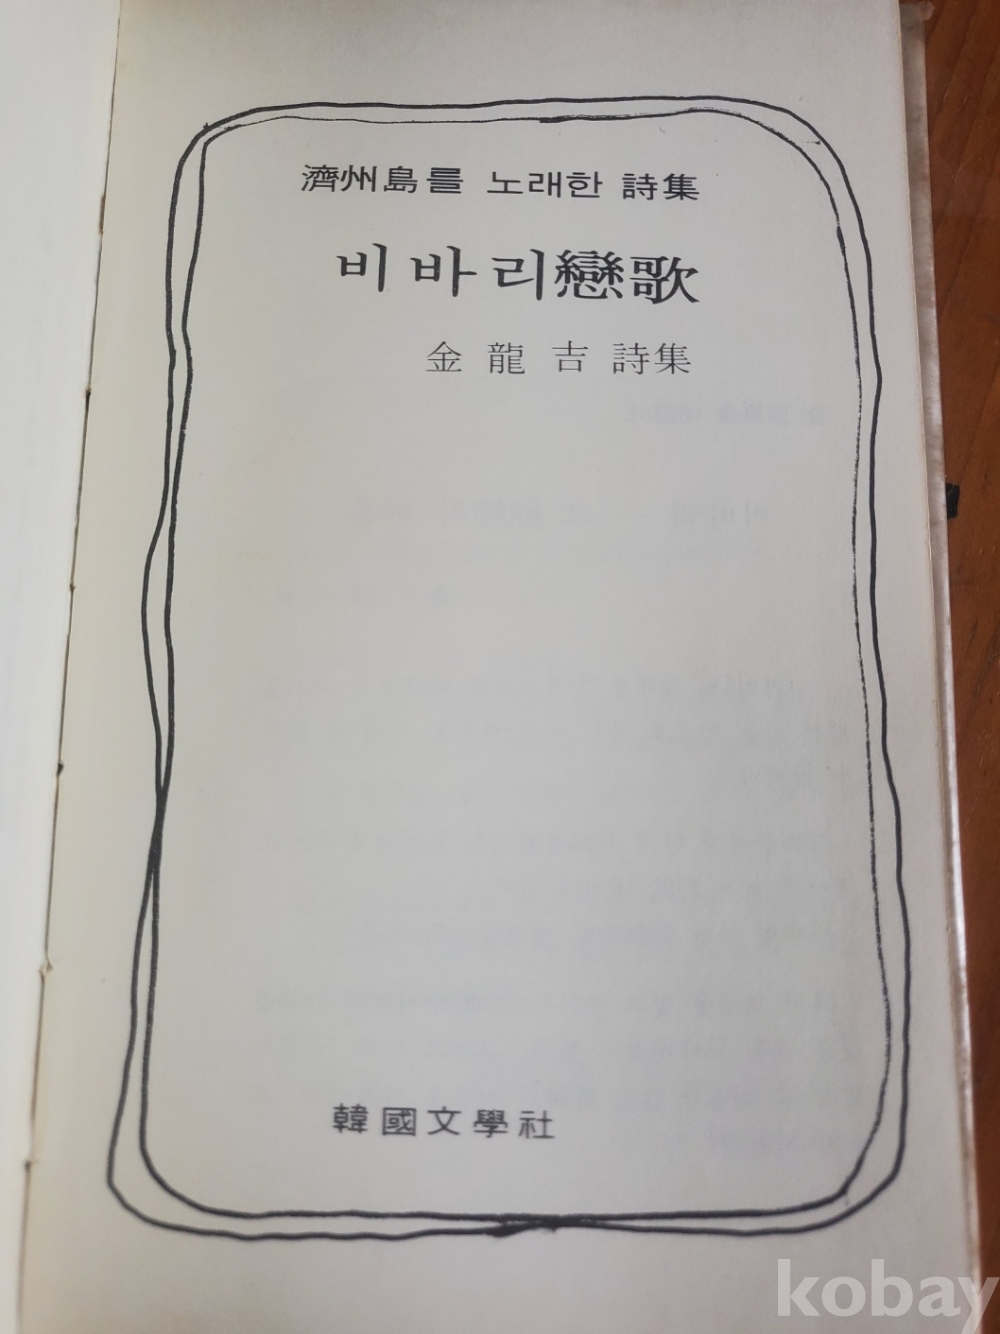 濟州島를 노래한 詩集
비바리戀歌
金龍吉 詩集
韓國文學社
kobay